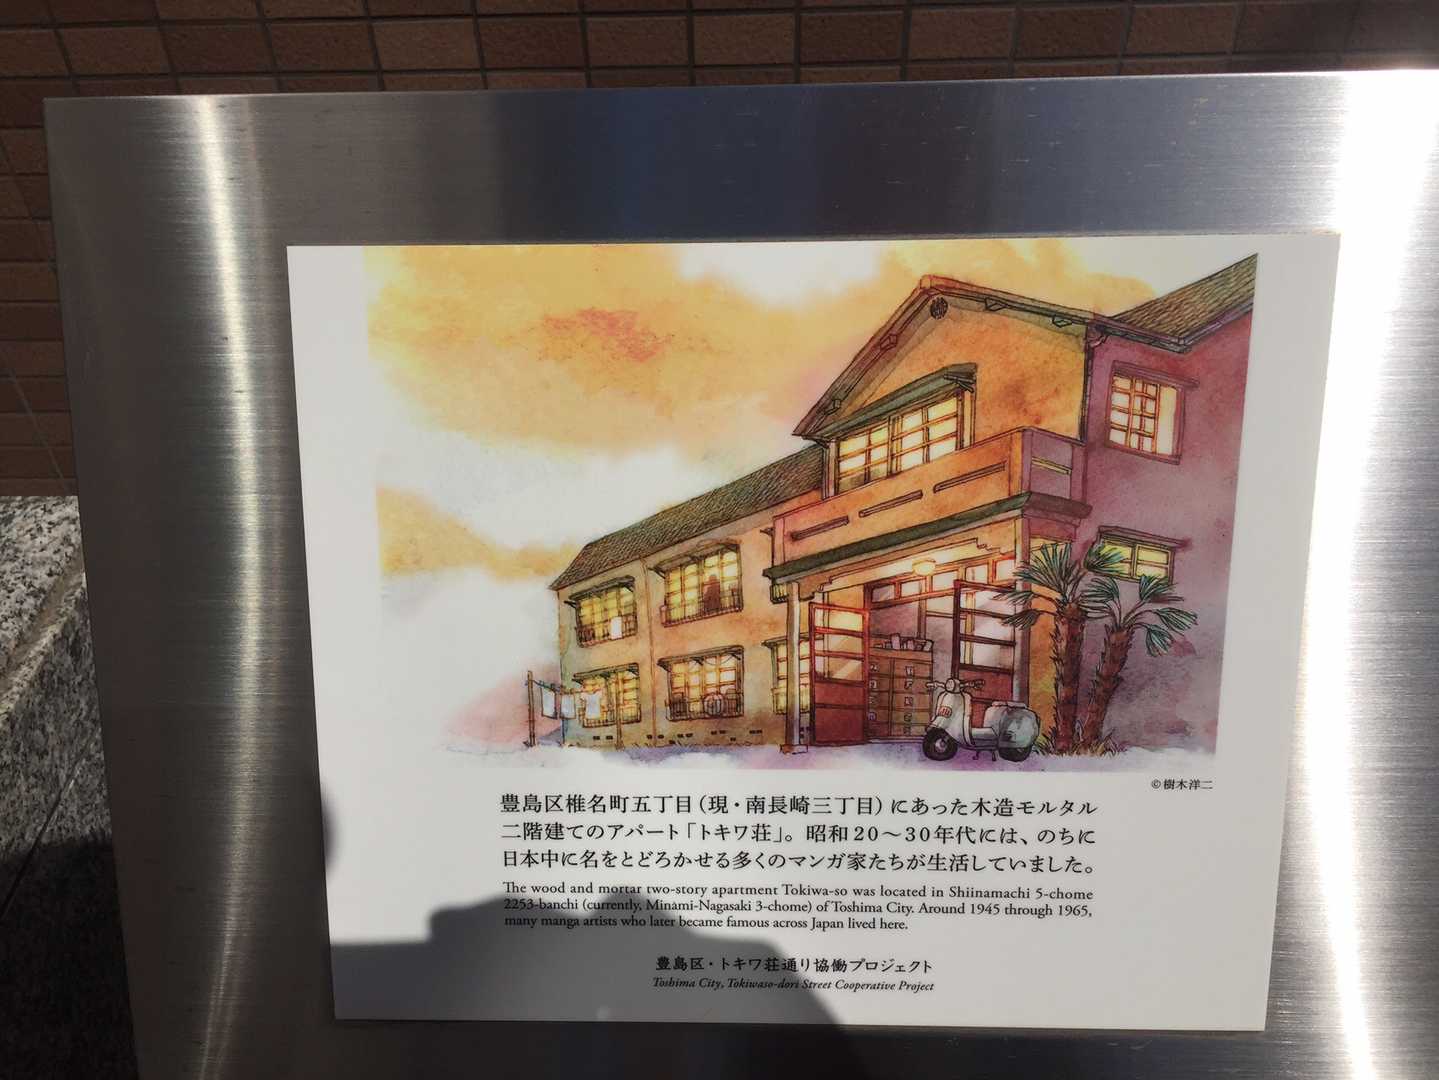 ©樹木洋二
豊島区椎名町五丁目(現・南長崎三丁目)にあった木造モルタル
二階建てのアパート「トキワ荘」。昭和20〜30年代には、のちに
日本中に名をとどろかせる多くのマンガ家たちが生活していました。
The wood and mortar two-story apartment Tokiwa-so was located in Shiinamachi 5-chome
2253-banchi (currently, Minami-Nagasaki 3-chome) of Toshima City. Around 1945 through 1965,
many manga artists who later became famous across Japan lived here.
豊島区・トキワ荘通り協働プロジェクト
Toshima City, Tokiwaso-dori Street Cooperative Project